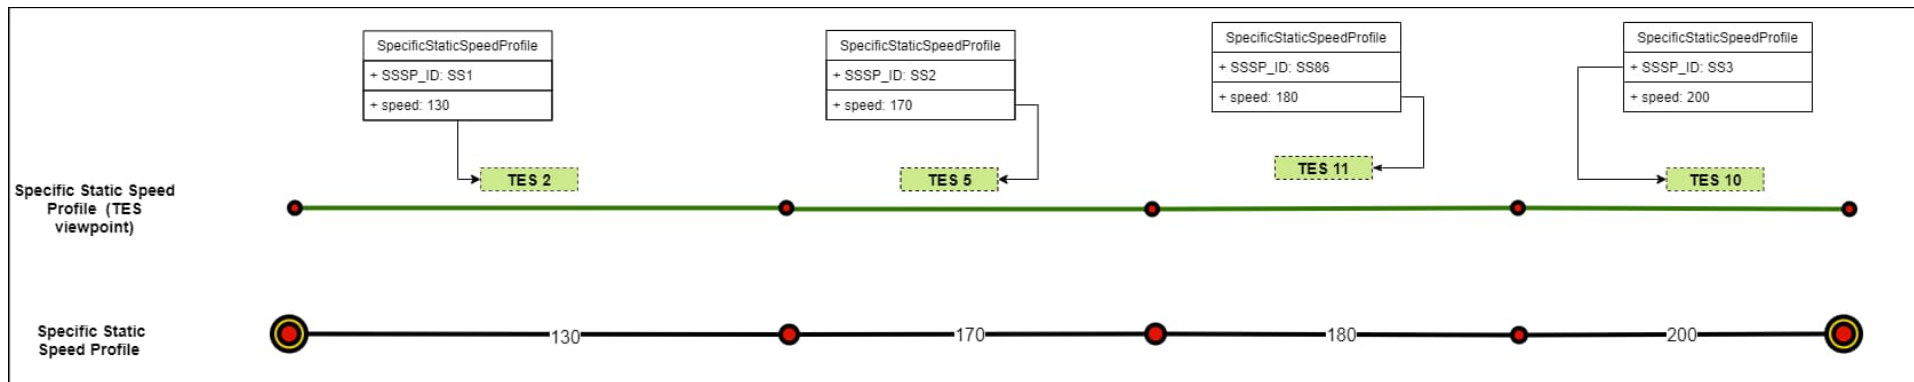 SpecificStaticSpeedProfile
+ SSSP_ID: SS1
+ speed: 130
SpecificStaticSpeedProfile
+ SSSP_ID: SS2
+ speed: 170
SpecificStaticSpeedProfile
+ SSSP_ID: SS86
+ speed: 180
SpecificStaticSpeedProfile
+ SSSP_ID: SS3
+ speed: 200
TES 2
TES 5
TES 11
TES 10
Specific Static Speed
Profile (TES
viewpoint)
Specific Static
Speed Profile
130
170
180
200